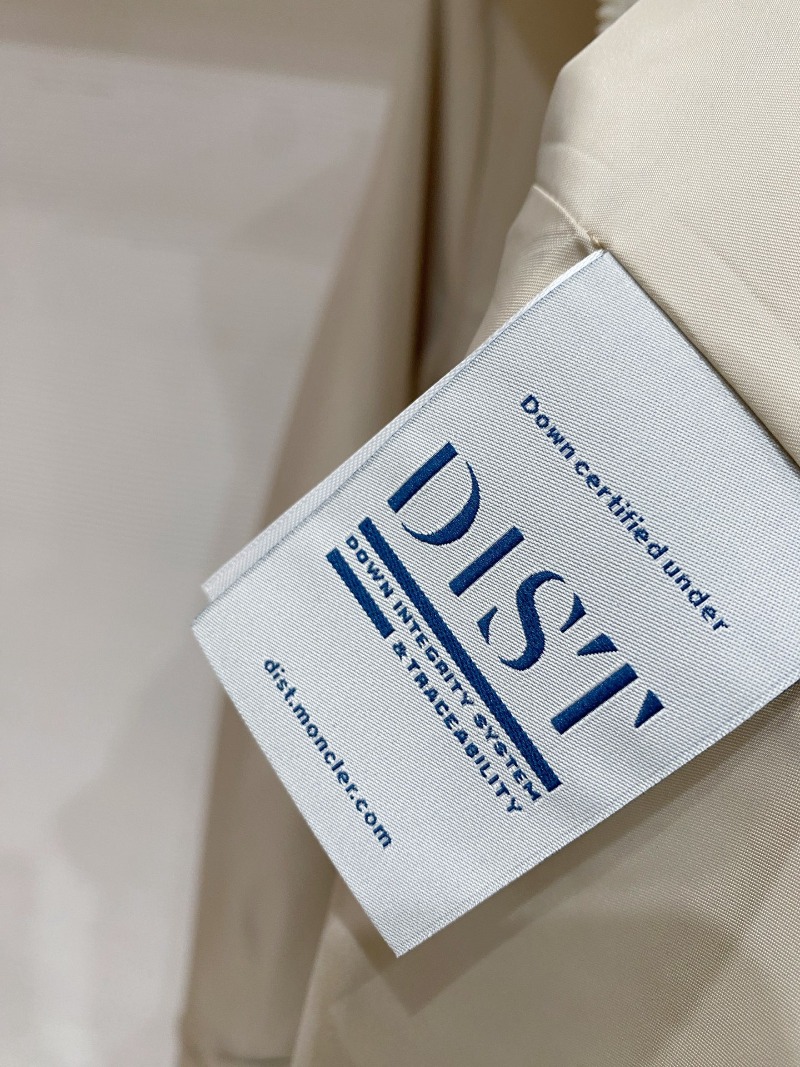 Down certified under
DIST
DOWN INTEGRITY SYSTEM
& TRACEABILITY
dist.moncler.com